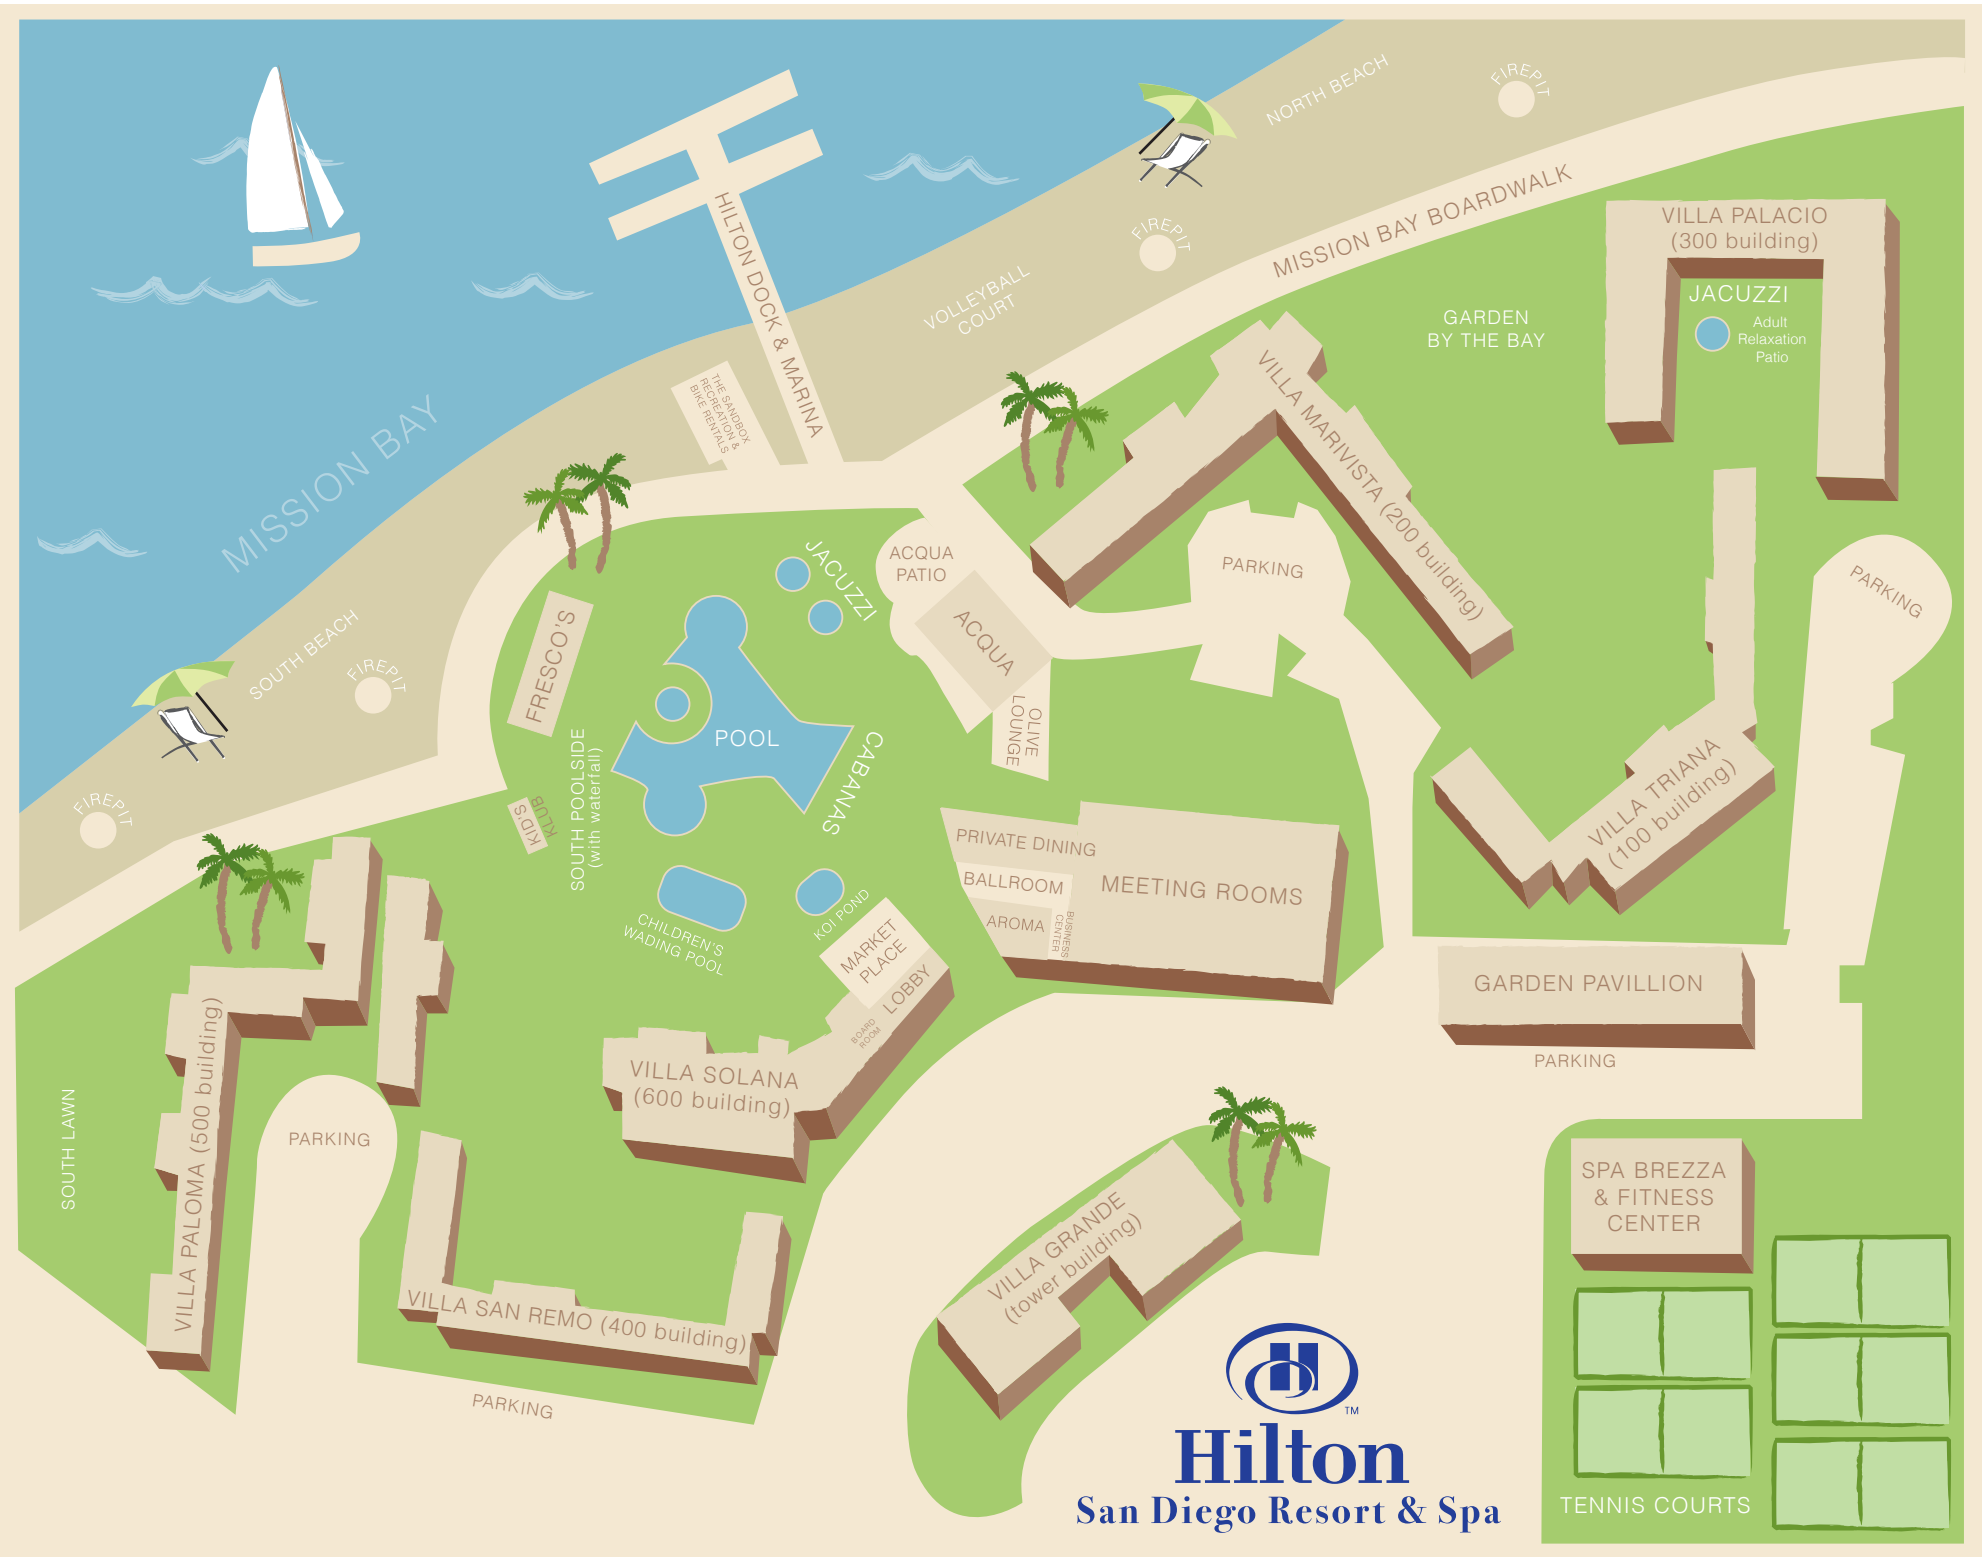 NORTH BEACH
FIREPIT
MISSION BAY BOARDWALK
FIREPIT
VOLLEYBALL
COURT
HILTON DOCK & MARINA
THE SANDBOX
RECREATION &
BIKE RENTALS
MISSION BAY
SOUTH BEACH
FIREPIT
FIREPIT
VILLA PALACIO
(300 building)
JACUZZI
Adult
Relaxation
Patio
GARDEN
BY THE BAY
VILLA MARIVISTA (200 building)
PARKING
PARKING
ACQUA
PATIO
ACQUA
OLIVE
LOUNGE
JACUZZI
FRESCO'S
POOL
CABANAS
SOUTH POOLSIDE
(with waterfall)
KID'S
KLUB
CHILDREN'S
WADING POOL
KOI POND
MARKET
PLACE
LOBBY
BOARD
ROOM
PRIVATE DINING
BALLROOM
AROMA
BUSINESS
CENTER
MEETING ROOMS
VILLA TRIANA
(100 building)
GARDEN PAVILLION
PARKING
VILLA SOLANA
(600 building)
VILLA PALOMA (500 building)
SOUTH LAWN
PARKING
VILLA SAN REMO (400 building)
PARKING
VILLA GRANDE
(tower building)
SPA BREZZA
& FITNESS
CENTER
TENNIS COURTS
TM
Hilton
San Diego Resort & Spa